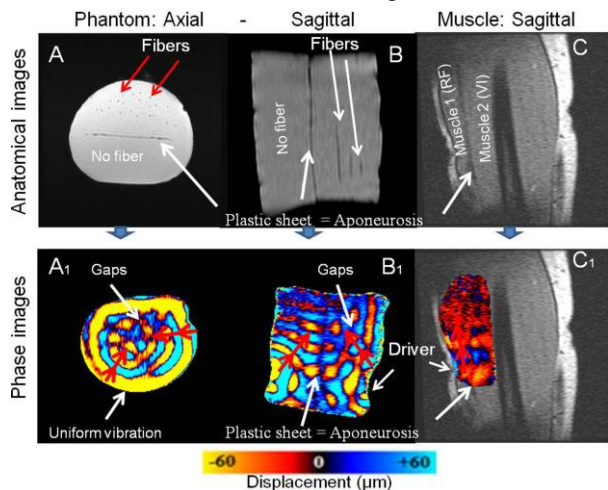 Phantom: Axial - Sagittal Muscle: Sagittal
Anatomical images
A
Fibers
No fiber
B
Fibers
No fiber
Plastic sheet = Aponeurosis
C
Muscle 1 (RF)
Muscle 2 (VI)
Phase images
A1
Gaps
Uniform vibration
B1
Gaps
Driver
Plastic sheet = Aponeurosis
C1
-60 0 +60
Displacement (μm)